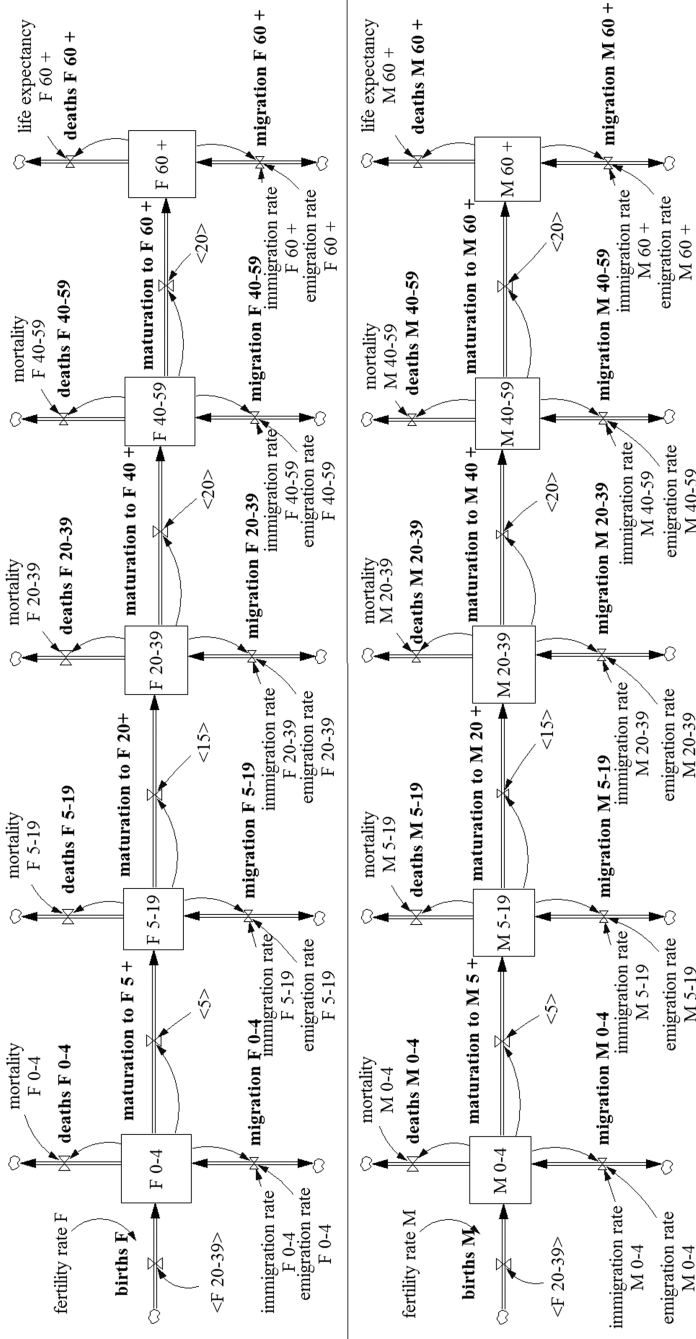 fertility rate F
births F
<F 20-39>
mortality
F 0-4
deaths F 0-4
F 0-4
immigration rate
F 0-4
emigration rate
F 0-4
migration F 0-4
maturation to F 5 +
<5>
mortality
F 5-19
deaths F 5-19
F 5-19
immigration rate
F 5-19
emigration rate
F 5-19
migration F 5-19
maturation to F 20+
<15>
mortality
F 20-39
deaths F 20-39
F 20-39
immigration rate
F 20-39
emigration rate
F 20-39
migration F 20-39
maturation to F 40 +
<20>
mortality
F 40-59
deaths F 40-59
F 40-59
immigration rate
F 40-59
emigration rate
F 40-59
migration F 40-59
maturation to F 60 +
<20>
life expectancy
F 60 +
deaths F 60 +
F 60 +
immigration rate
F 60 +
emigration rate
F 60 +
migration F 60 +
fertility rate M
births M
<F 20-39>
mortality
M 0-4
deaths M 0-4
M 0-4
immigration rate
M 0-4
emigration rate
M 0-4
migration M 0-4
maturation to M 5 +
<5>
mortality
M 5-19
deaths M 5-19
M 5-19
immigration rate
M 5-19
emigration rate
M 5-19
migration M 5-19
maturation to M 20 +
<15>
mortality
M 20-39
deaths M 20-39
M 20-39
immigration rate
M 20-39
emigration rate
M 20-39
migration M 20-39
maturation to M 40 +
<20>
mortality
M 40-59
deaths M 40-59
M 40-59
immigration rate
M 40-59
emigration rate
M 40-59
migration M 40-59
maturation to M 60 +
<20>
life expectancy
M 60 +
deaths M 60 +
M 60 +
immigration rate
M 60 +
emigration rate
M 60 +
migration M 60 +